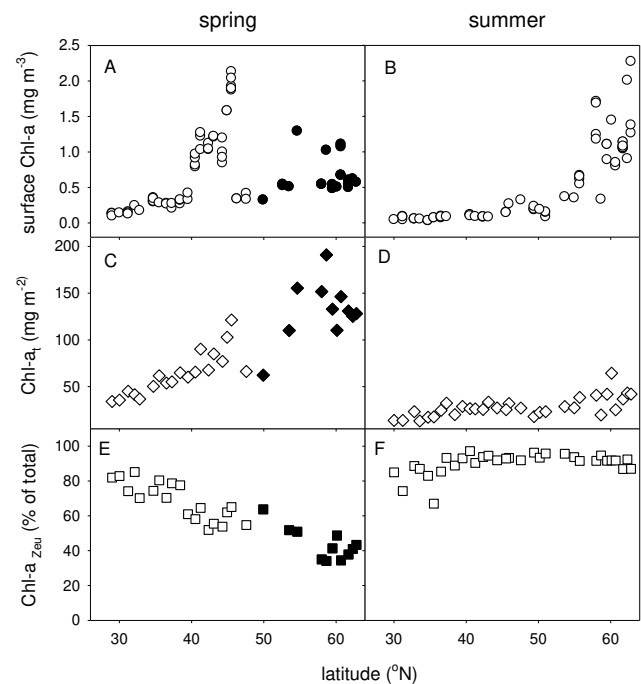 spring summer
surface Chl-a (mg m-3)
2.5
2.0
1.5
1.0
0.5
0.0
A
B
Chl-at (mg m-2)
200
150
100
50
C
D
Chl-a Zeu (% of total)
100
80
60
40
20
0
E
F
30 40 50 60 30 40 50 60
latitude (oN)